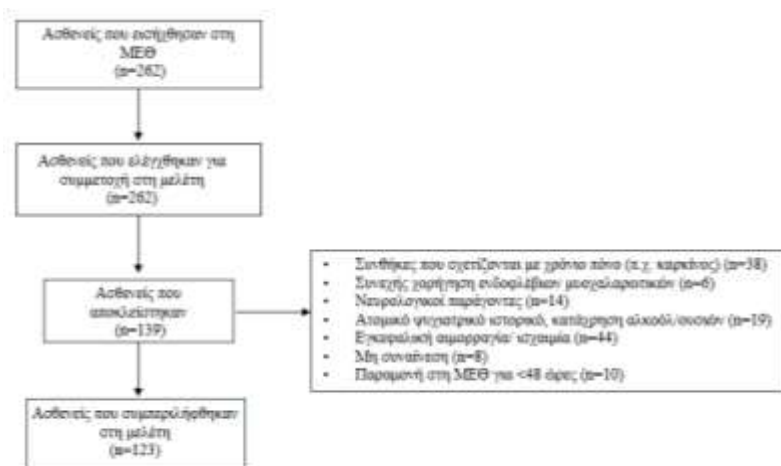 Ασθενείς που εισήχθησαν στη
ΜΕΘ
(n=262)
Ασθενείς που ελέγχθηκαν για
συμμετοχή στη μελέτη
(n=262)
Ασθενείς που
αποκλείστηκαν
(n=139)
• Συνθήκες που σχετίζονται με χρόνιο πόνο (π.χ. καρκίνος) (n=38)
• Συνεχής χορήγηση ενδοφλέβιων μυοχαλαρωτικών (n=6)
• Νευρολογικοί παράγοντες (n=14)
• Ατομικό ψυχιατρικό ιστορικό, κατάχρηση αλκοόλ/ουσιών (n=19)
• Εγκεφαλική αιμορραγία/ ισχαιμία (n=44)
• Μη συναίνεση (n=8)
• Παραμονή στη ΜΕΘ για <48 ώρες (n=10)
Ασθενείς που συμπεριλήφθηκαν
στη μελέτη
(n=123)